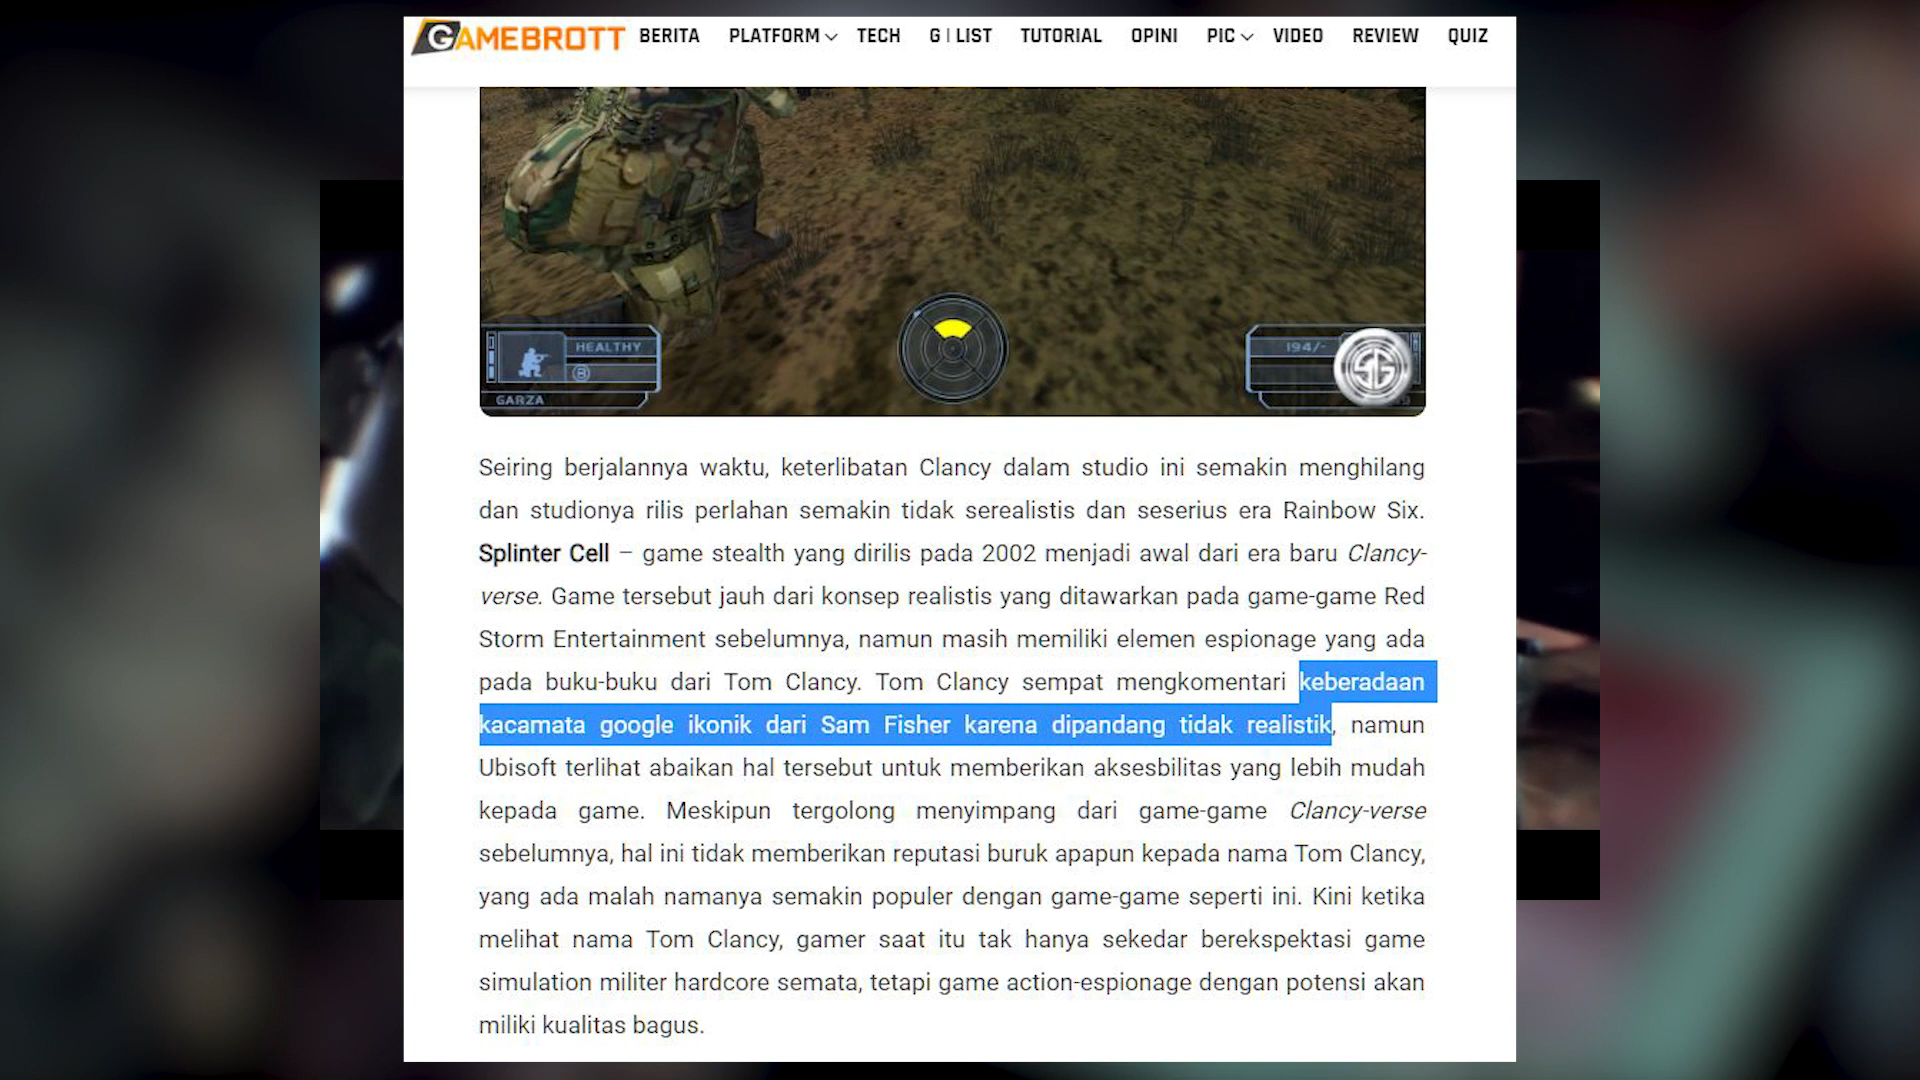 GAMEBROTT BERITA PLATFORM TECH G | LIST TUTORIAL OPINI PIC VIDEO REVIEW QUIZ
HEALTHY
GARZA
194/-
SG
Seiring berjalannya waktu, keterlibatan Clancy dalam studio ini semakin menghilang
dan studionya rilis perlahan semakin tidak serealistis dan seserius era Rainbow Six.
Splinter Cell – game stealth yang dirilis pada 2002 menjadi awal dari era baru Clancy-
verse. Game tersebut jauh dari konsep realistis yang ditawarkan pada game-game Red
Storm Entertainment sebelumnya, namun masih memiliki elemen espionage yang ada
pada buku-buku dari Tom Clancy. Tom Clancy sempat mengkomentari keberadaan
kacamata google ikonik dari Sam Fisher karena dipandang tidak realistik, namun
Ubisoft terlihat abaikan hal tersebut untuk memberikan aksesbilitas yang lebih mudah
kepada game. Meskipun tergolong menyimpang dari game-game Clancy-verse
sebelumnya, hal ini tidak memberikan reputasi buruk apapun kepada nama Tom Clancy,
yang ada malah namanya semakin populer dengan game-game seperti ini. Kini ketika
melihat nama Tom Clancy, gamer saat itu tak hanya sekedar berekspektasi game
simulation militer hardcore semata, tetapi game action-espionage dengan potensi akan
miliki kualitas bagus.